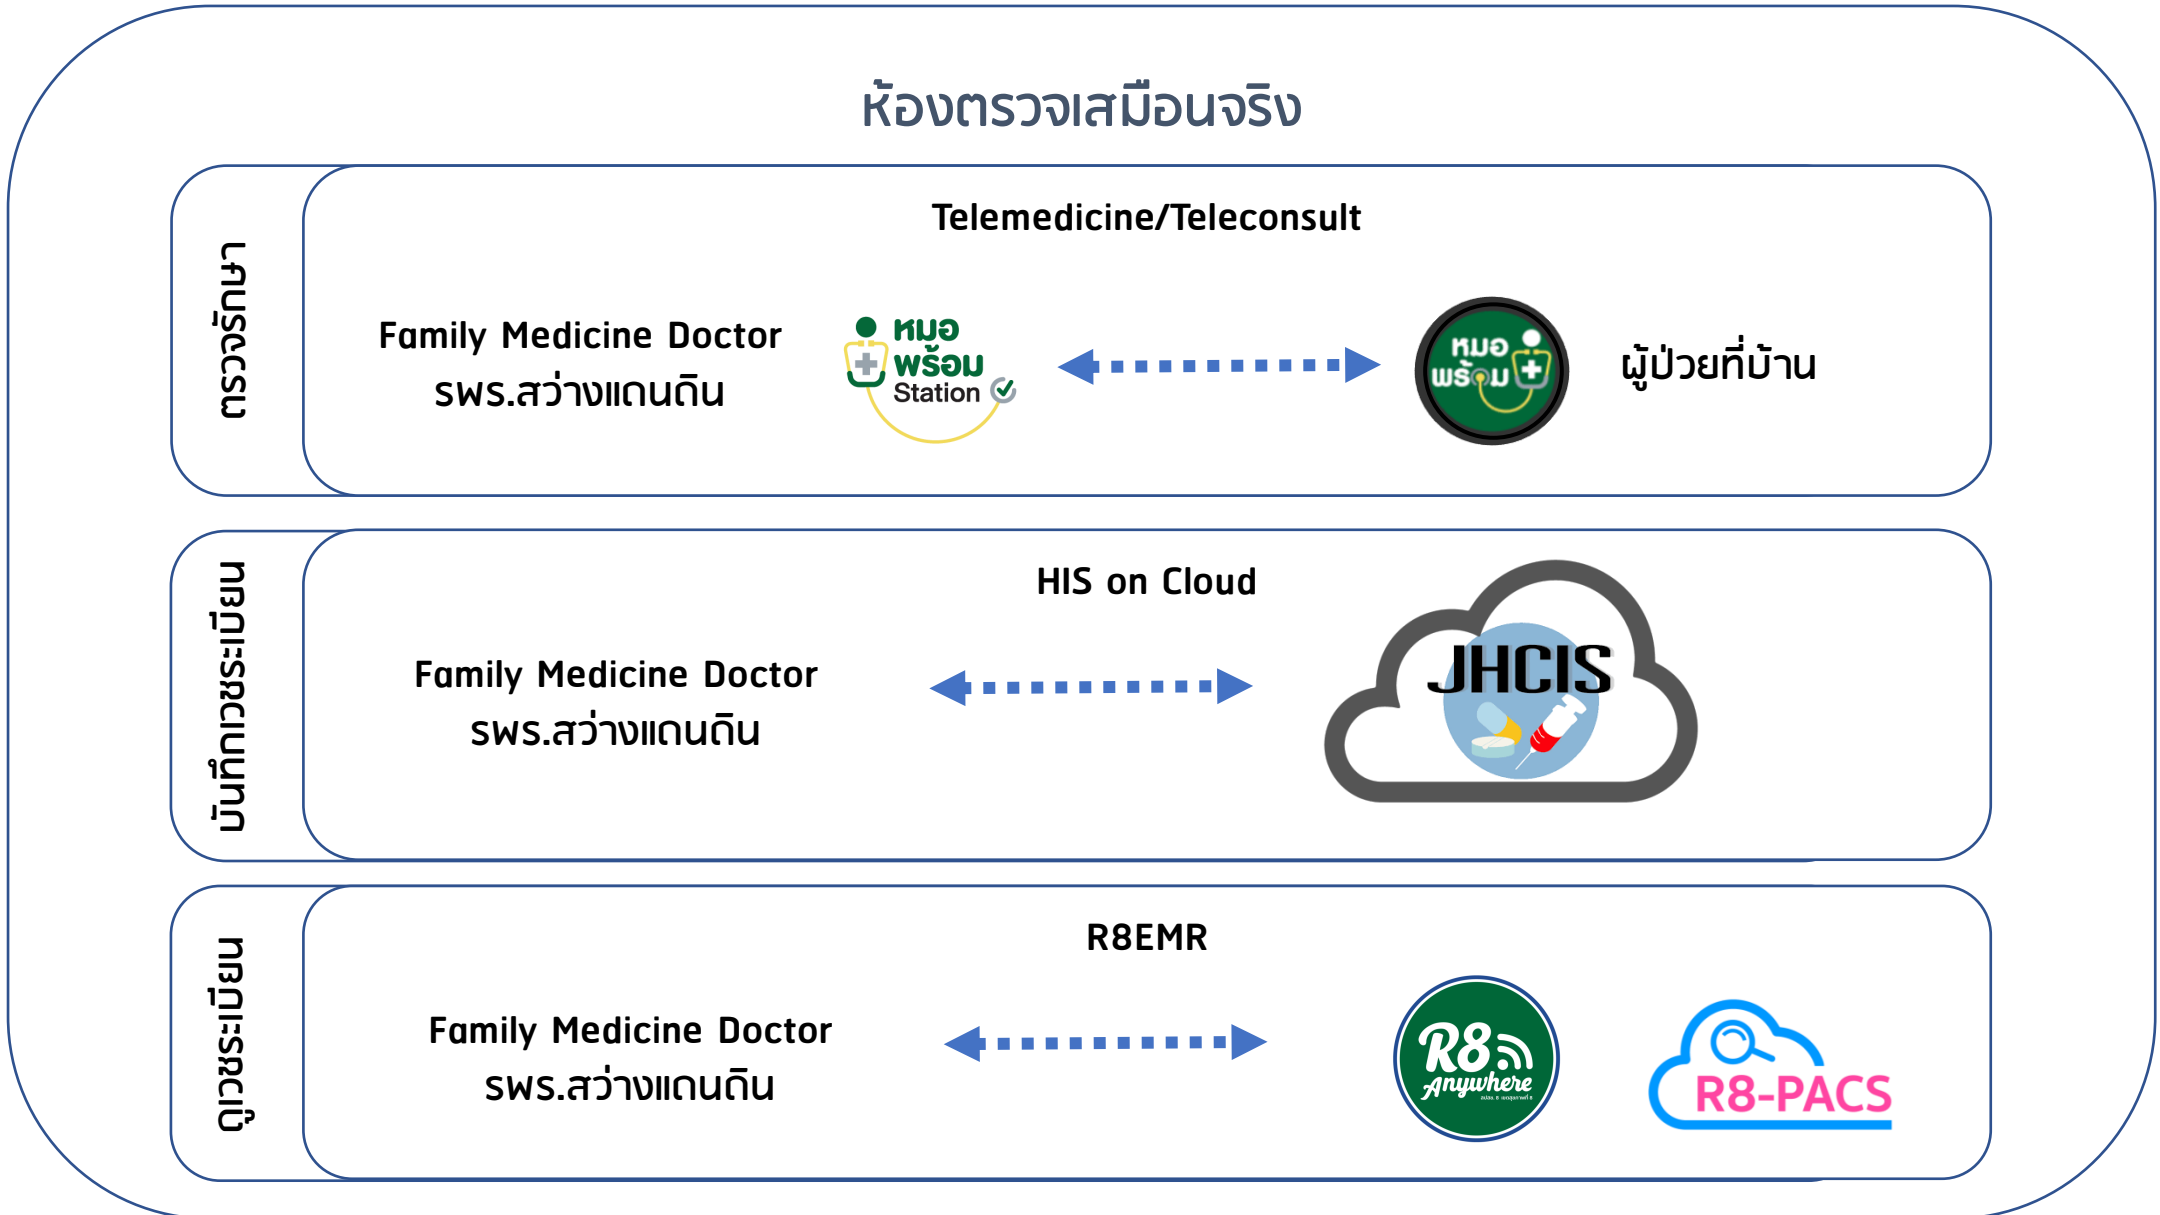 ห้องตรวจเสมือนจริง
ตรวจรักษา
Telemedicine/Teleconsult
Family Medicine Doctor
รพร.สว่างแดนดิน
หมอ
พร้อม
Station
หมอ
พร้อม
ผู้ป่วยที่บ้าน
บันทึกเวชระเบียน
HIS on Cloud
Family Medicine Doctor
รพร.สว่างแดนดิน
JHCIS
ดูเวชระเบียน
R8EMR
Family Medicine Doctor
รพร.สว่างแดนดิน
R8
Anywhere
R8-PACS